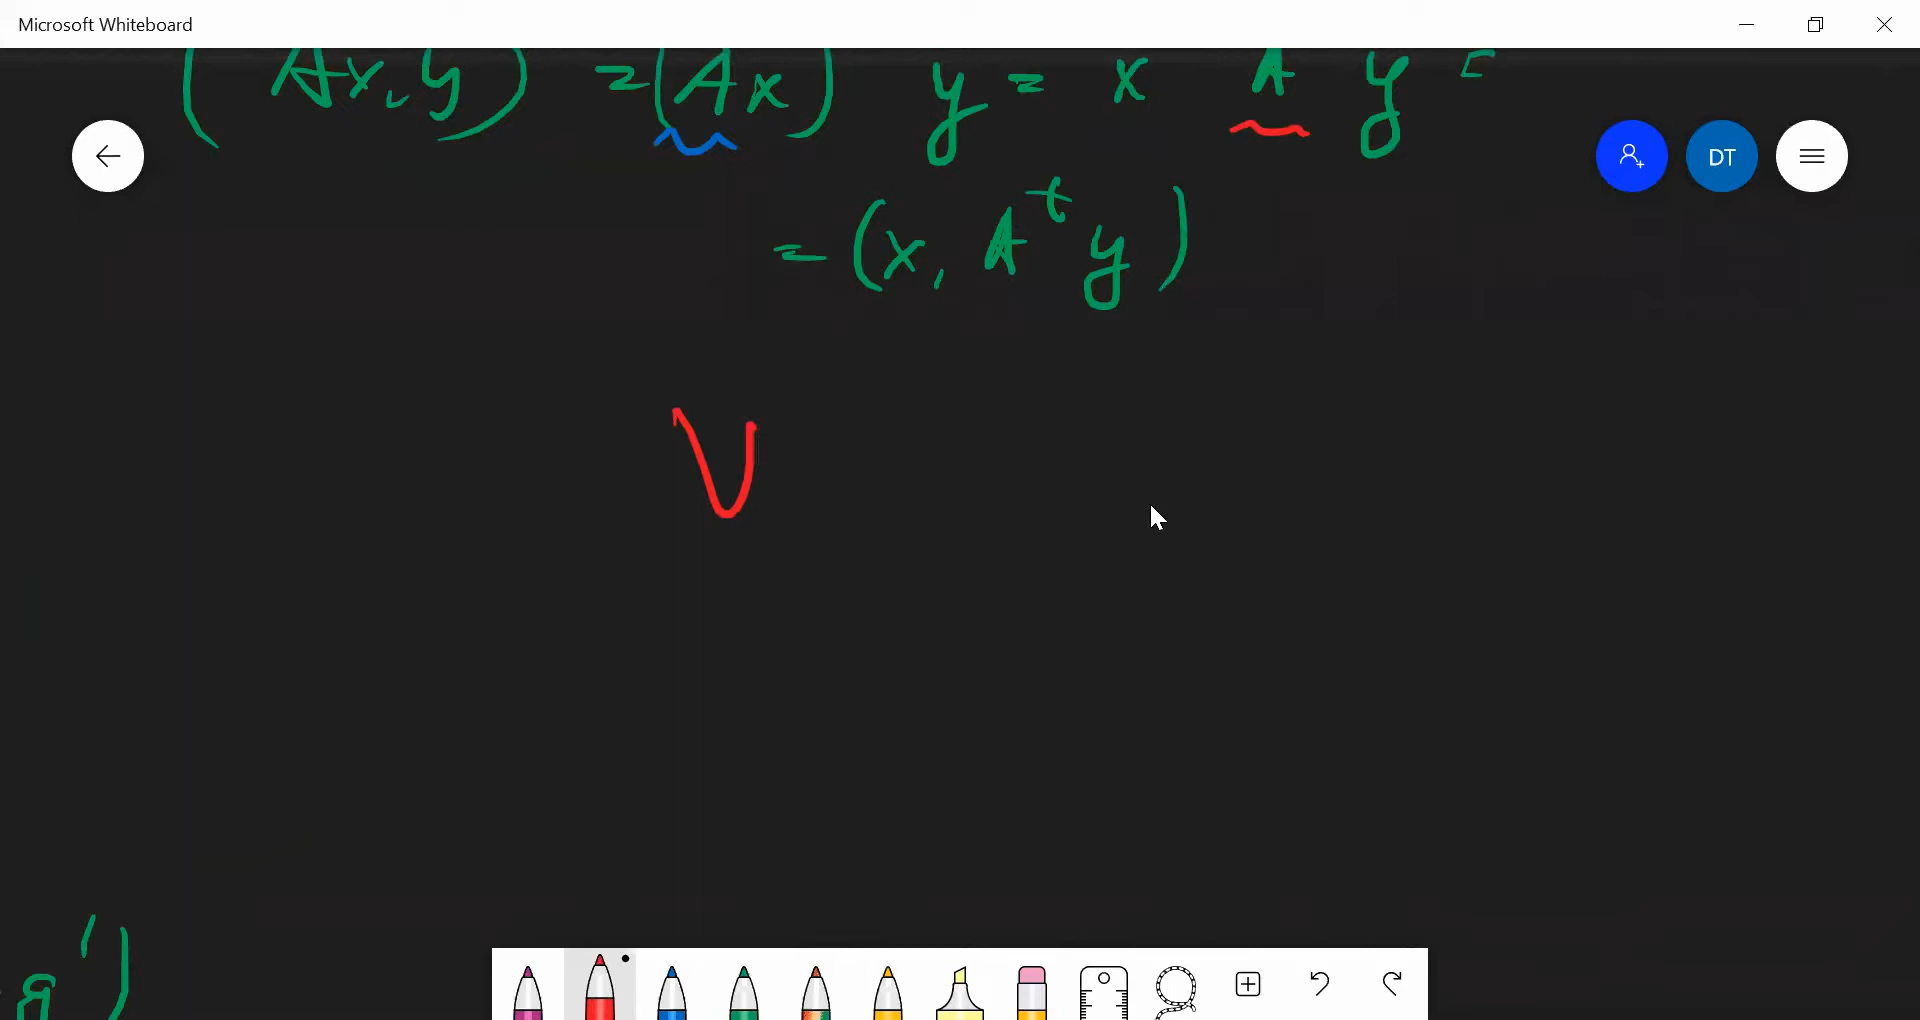 Microsoft Whiteboard
(Ax, y) = (Ax) y = x A y =
DT
= (x, A^t y)
V
')